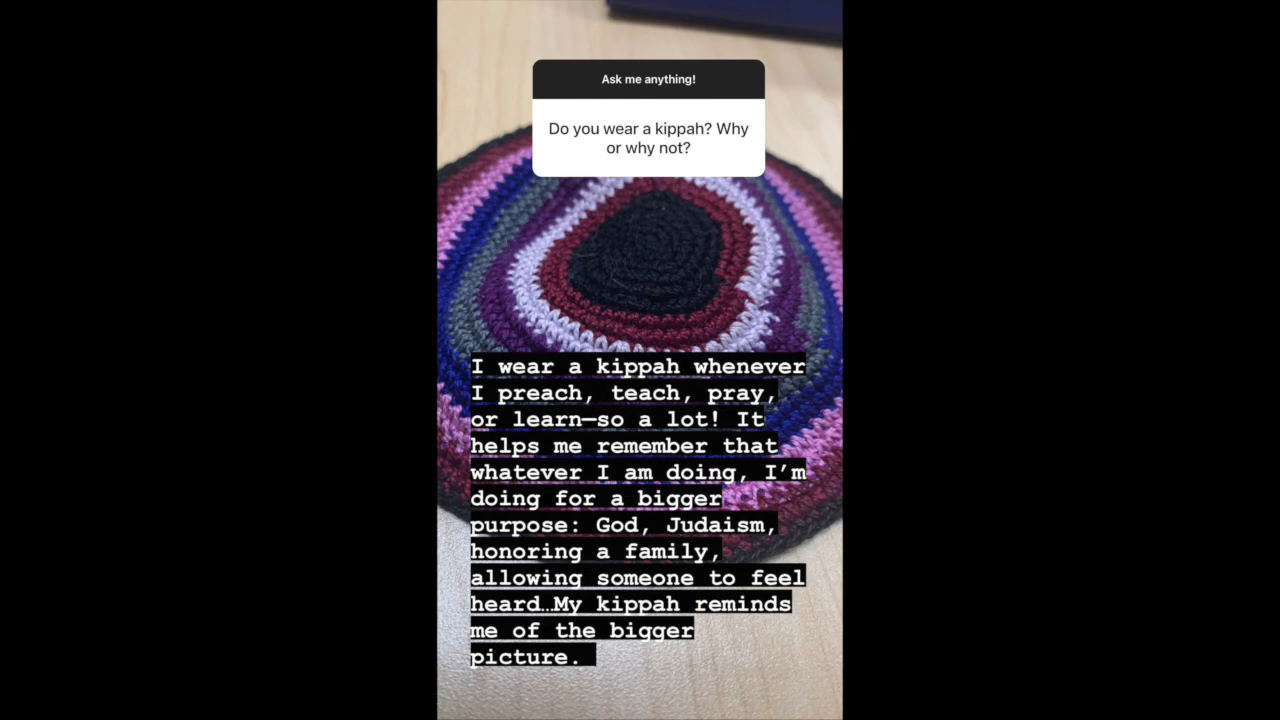 Ask me anything!
Do you wear a kippah? Why
or why not?
I wear a kippah whenever
I preach, teach, pray,
or learn—so a lot! It
helps me remember that
whatever I am doing, I’m
doing for a bigger
purpose: God, Judaism,
honoring a family,
allowing someone to feel
heard…My kippah reminds
me of the bigger
picture.